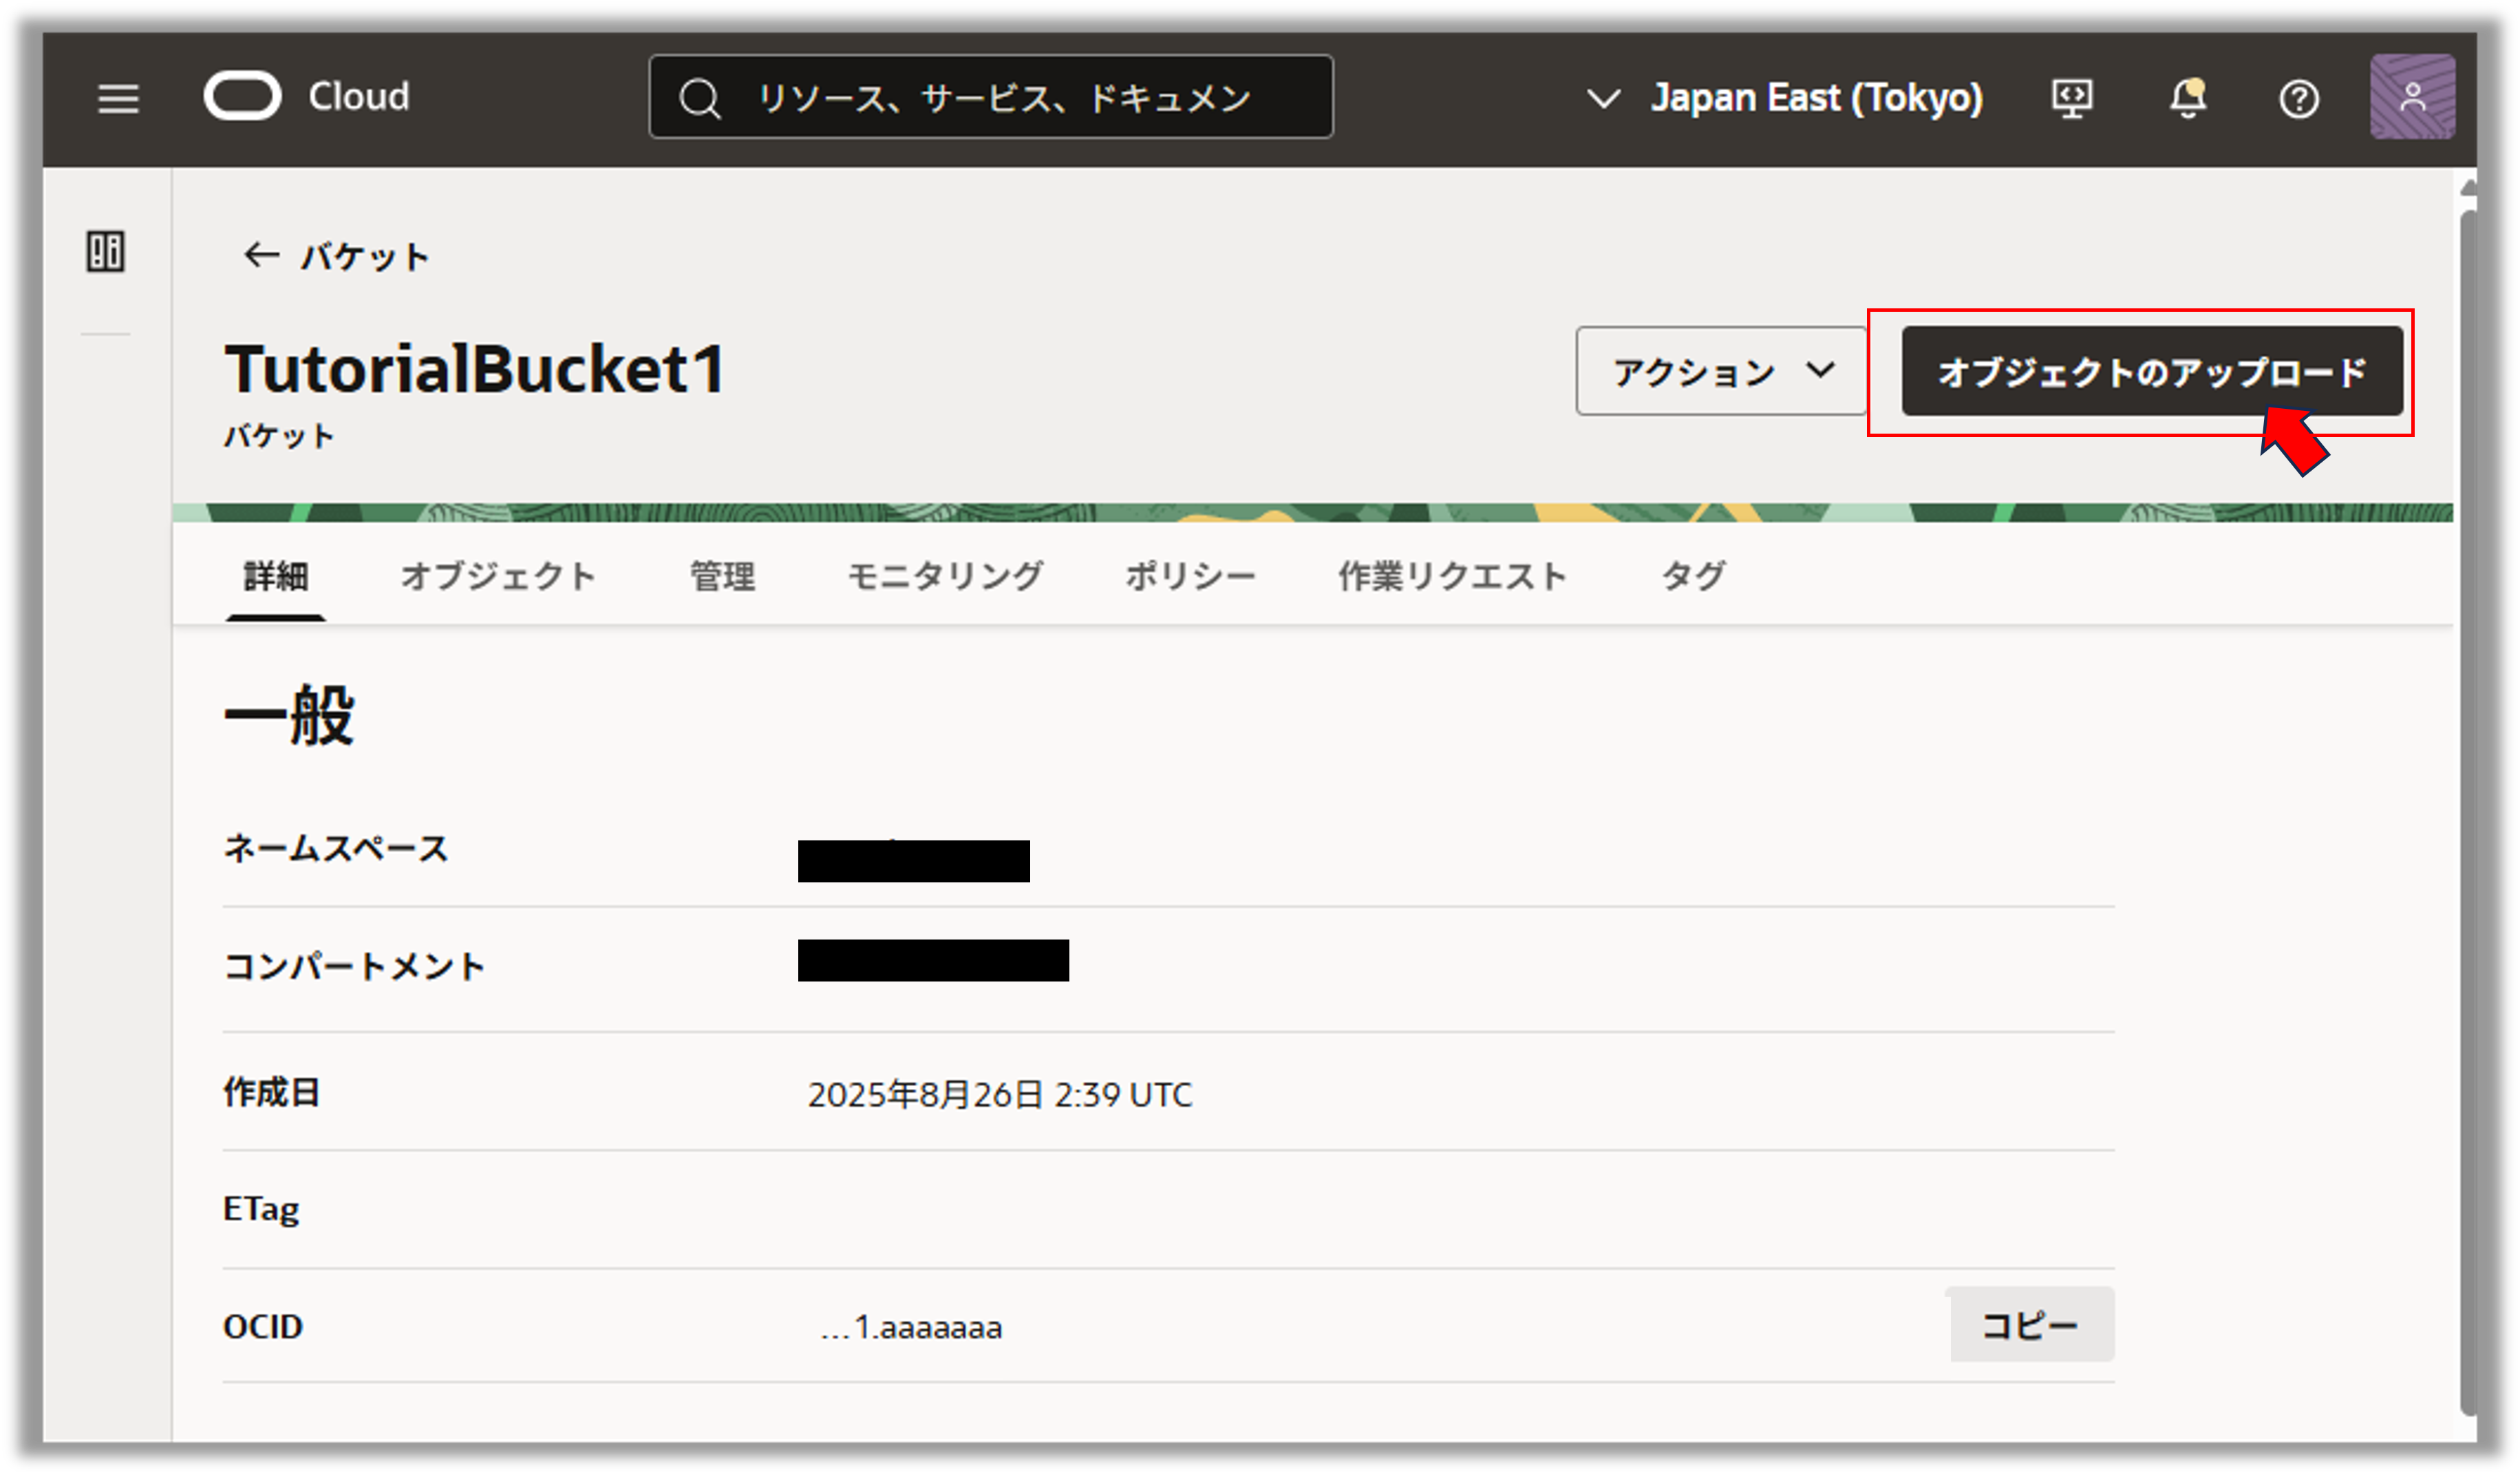 Cloud
リソース、サービス、ドキュメン
Japan East (Tokyo)
バケット
TutorialBucket1
バケット
アクション
オブジェクトのアップロード
詳細 オブジェクト 管理 モニタリング ポリシー 作業リクエスト タグ
一般
ネームスペース
コンパートメント
作成日 2025年8月26日 2:39 UTC
ETag
OCID ...1.aaaaaaa コピー